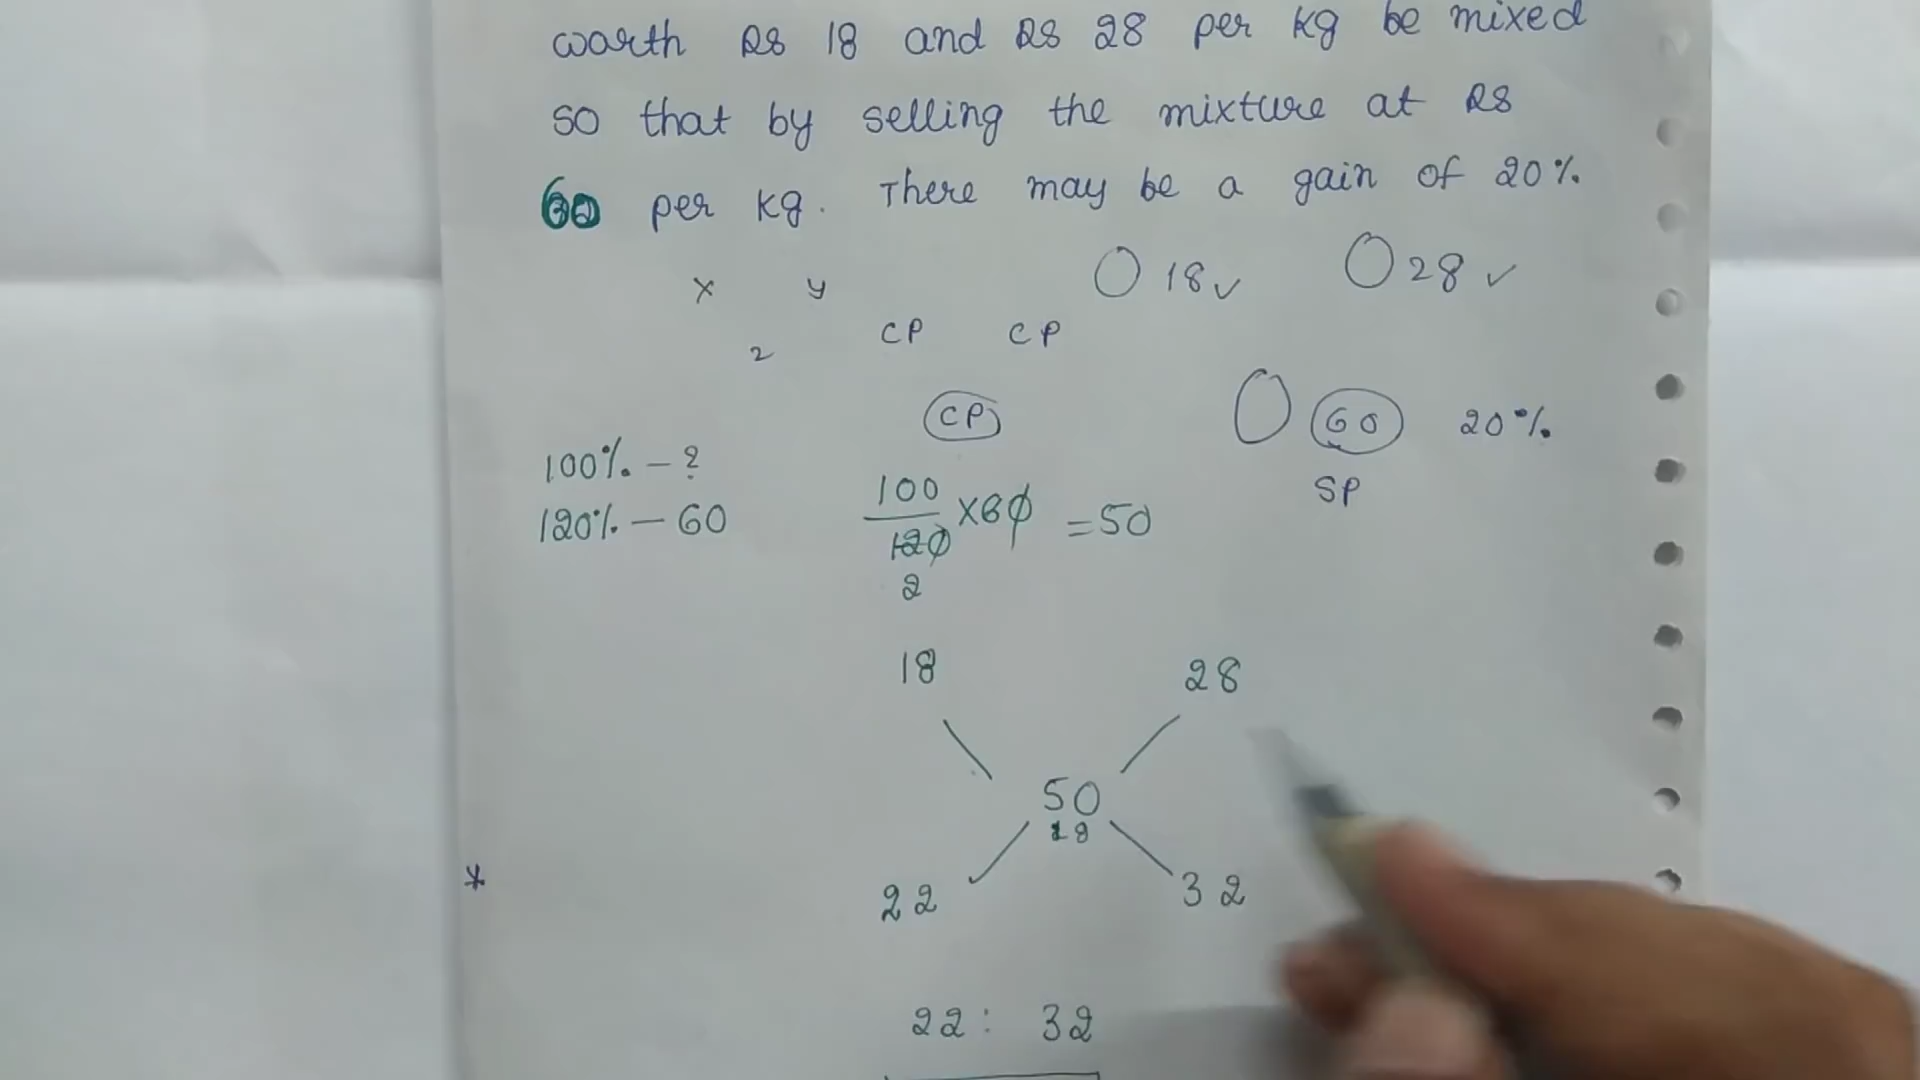 worth Rs 18 and Rs 28 per kg be mixed
so that by selling the mixture at Rs
60 per kg. There may be a gain of 20%.
x y 18✓ 28✓
2 CP CP
CP 60 20%.
100%. – ? SP
120%. – 60 100/120 × 60 = 50
2
18 28
50
18
22 32
22 : 32